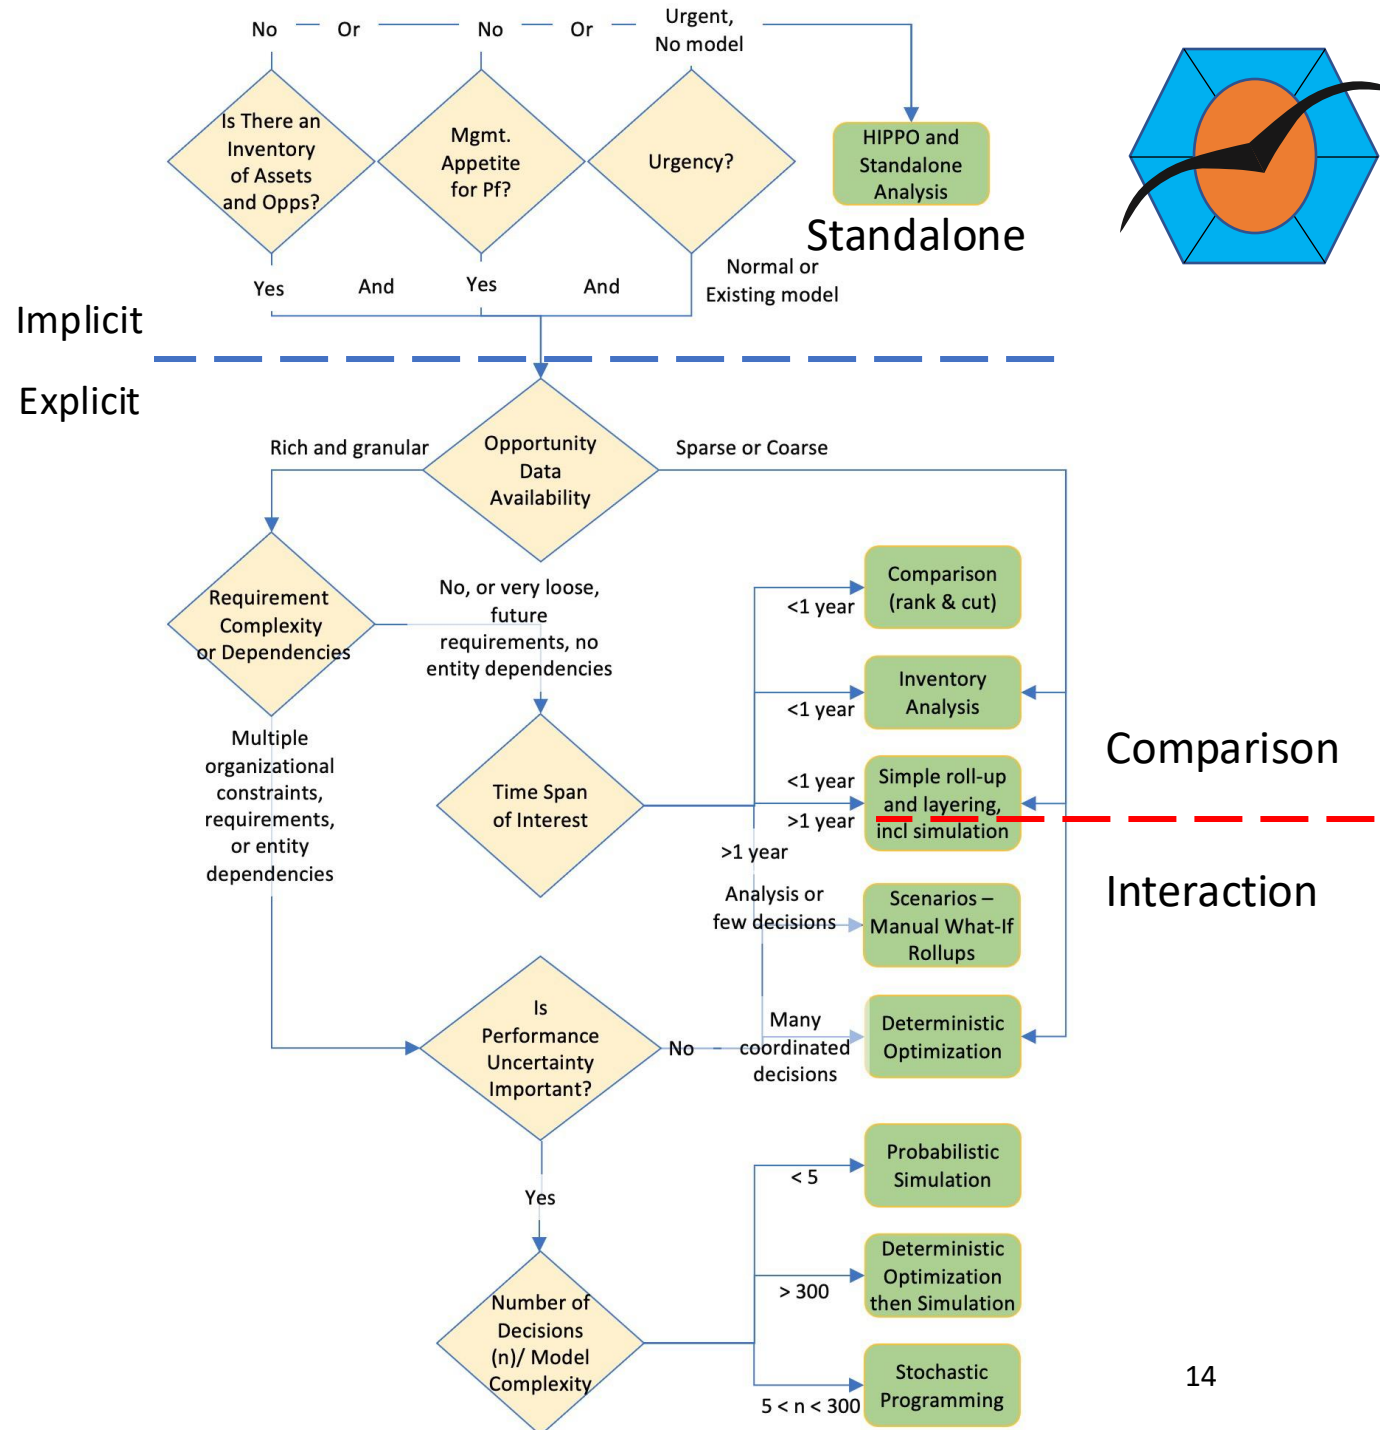 No
Or
No
Or
Urgent,
No model
Is There an
Inventory
of Assets
and Opps?
Mgmt.
Appetite
for Pf?
Urgency?
HIPPO and
Standalone
Analysis
Standalone
Yes
And
Yes
And
Normal or
Existing model
Implicit
Explicit
Rich and granular
Opportunity
Data
Availability
Sparse or Coarse
Requirement
Complexity
or Dependencies
No, or very loose,
future
requirements, no
entity dependencies
<1 year
Comparison
(rank & cut)
<1 year
Inventory
Analysis
Comparison
Multiple
organizational
constraints,
requirements,
or entity
dependencies
Time Span
of Interest
<1 year
>1 year
Simple roll-up
and layering,
incl simulation
>1 year
Interaction
Analysis or
few decisions
Scenarios –
Manual What-If
Rollups
Is
Performance
Uncertainty
Important?
No
Many
coordinated
decisions
Deterministic
Optimization
Yes
< 5
Probabilistic
Simulation
> 300
Deterministic
Optimization
then Simulation
Number of
Decisions
(n)/ Model
Complexity
5 < n < 300
Stochastic
Programming
14